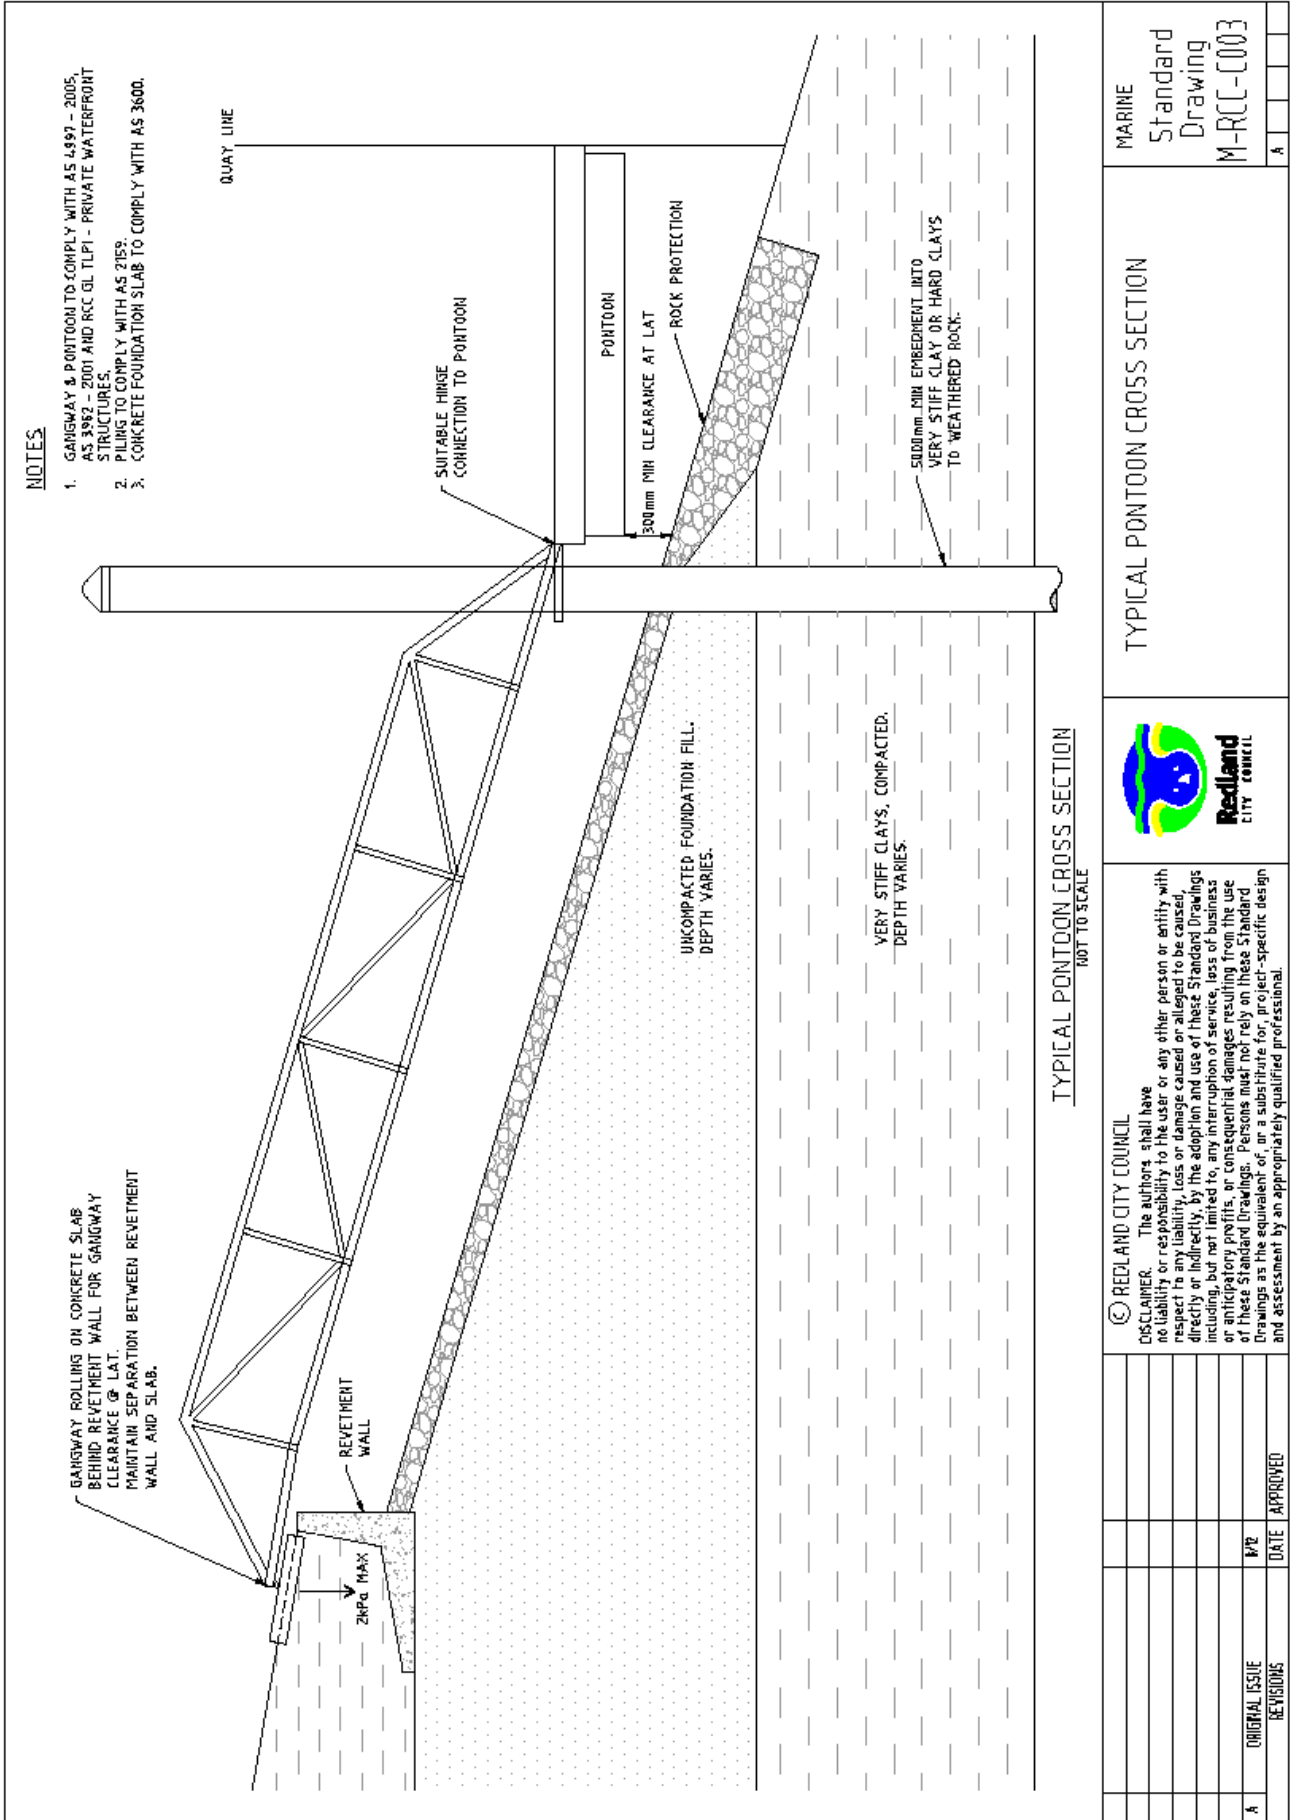 NOTES
1. GANGWAY & PONTOON TO COMPLY WITH AS 4997 - 2005,
AS 3962 - 2001 AND RCC GL TLPI - PRIVATE WATERFRONT
STRUCTURES.
2. PILING TO COMPLY WITH AS 2159.
3. CONCRETE FOUNDATION SLAB TO COMPLY WITH AS 3600.
QUAY LINE
GANGWAY ROLLING ON CONCRETE SLAB
BEHIND REVETMENT WALL FOR GANGWAY
CLEARANCE @ LAT.
MAINTAIN SEPARATION BETWEEN REVETMENT
WALL AND SLAB.
SUITABLE HINGE
CONNECTION TO PONTOON
PONTOON
300mm MIN CLEARANCE AT LAT
ROCK PROTECTION
REVETMENT
WALL
2kPa MAX
UNCOMPACTED FOUNDATION FILL.
DEPTH VARIES.
VERY STIFF CLAYS, COMPACTED.
DEPTH VARIES.
5000mm MIN EMBEDMENT INTO
VERY STIFF CLAY OR HARD CLAYS
TO WEATHERED ROCK.
TYPICAL PONTOON CROSS SECTION
NOT TO SCALE
A ORIGINAL ISSUE
REVISIONS DATE APPROVED
© REDLAND CITY COUNCIL
DISCLAIMER. The authors shall have
no liability or responsibility to the user or any other person or entity with
respect to any liability, loss or damage caused or alleged to be caused,
directly or indirectly, by the adoption and use of these Standard Drawings
including, but not limited to, any interruption of service, loss of business
or anticipatory profits, or consequential damages resulting from the use
of these Standard Drawings. Persons must not rely on these Standard
Drawings as the equivalent of, or a substitute for, project-specific design
and assessment by an appropriately qualified professional.
Redland
CITY COUNCIL
TYPICAL PONTOON CROSS SECTION
MARINE
Standard
Drawing
M-RCC-C003
A